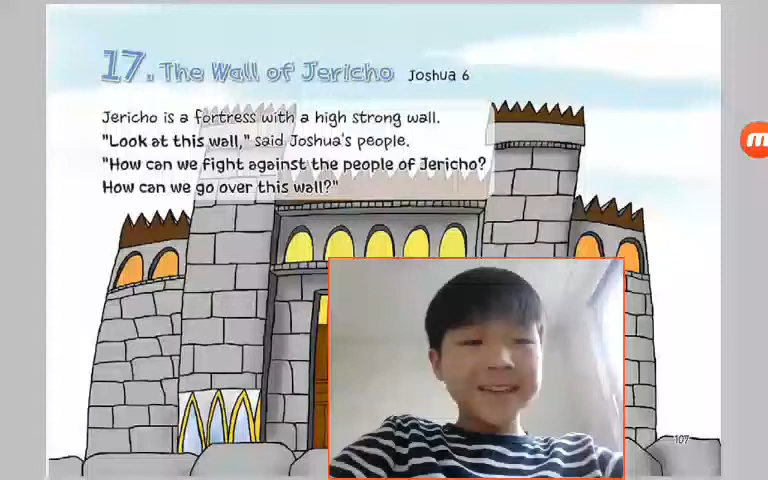 17. The Wall of Jericho Joshua 6
Jericho is a fortress with a high strong wall.
"Look at this wall," said Joshua's people.
"How can we fight against the people of Jericho?
How can we go over this wall?"
107